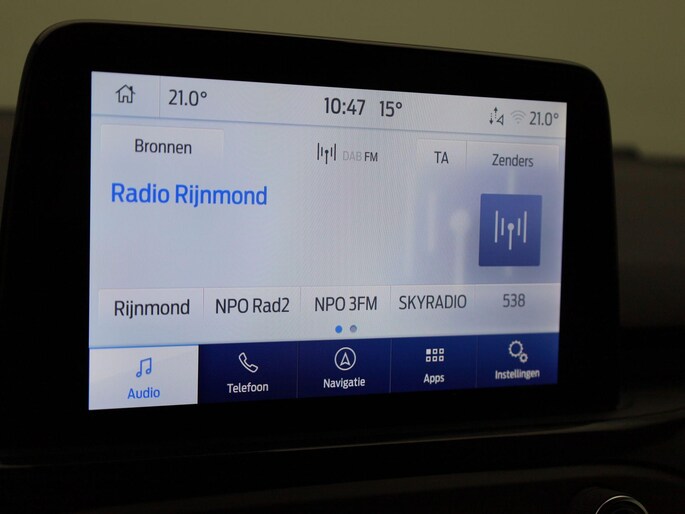 21.0° 10:47 15° 21.0°
Bronnen DAB FM TA Zenders
Radio Rijnmond
Rijnmond NPO Rad2 NPO 3FM SKYRADIO 538
Audio Telefoon Navigatie Apps Instellingen